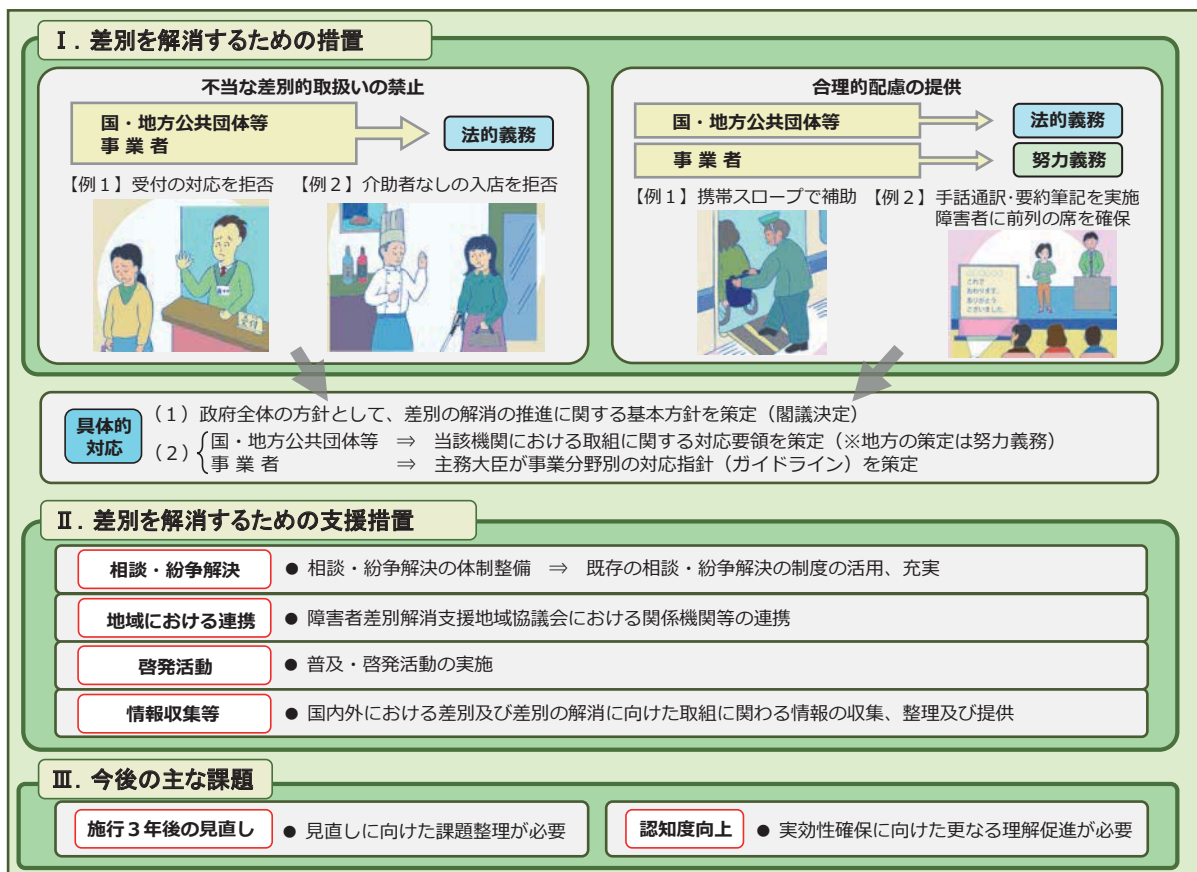 Ⅰ. 差別を解消するための措置
不当な差別的取扱いの禁止
国・地方公共団体等
事 業 者
法的義務
【例１】受付の対応を拒否
【例２】介助者なしの入店を拒否
受付
合理的配慮の提供
国・地方公共団体等
法的義務
事 業 者
努力義務
【例１】携帯スロープで補助
【例２】手話通訳・要約筆記を実施
障害者に前列の席を確保
○○○○○○
これで
おわります。
ありがとう
ございました。
具体的
対応
（１）政府全体の方針として、差別の解消の推進に関する基本方針を策定（閣議決定）
（２）
国・地方公共団体等 ⇒ 当該機関における取組に関する対応要領を策定（※地方の策定は努力義務）
事 業 者 ⇒ 主務大臣が事業分野別の対応指針（ガイドライン）を策定
Ⅱ. 差別を解消するための支援措置
相談・紛争解決 ● 相談・紛争解決の体制整備 ⇒ 既存の相談・紛争解決の制度の活用、充実
地域における連携 ● 障害者差別解消支援地域協議会における関係機関等の連携
啓発活動 ● 普及・啓発活動の実施
情報収集等 ● 国内外における差別及び差別の解消に向けた取組に関わる情報の収集、整理及び提供
Ⅲ. 今後の主な課題
施行３年後の見直し ● 見直しに向けた課題整理が必要
認知度向上 ● 実効性確保に向けた更なる理解促進が必要